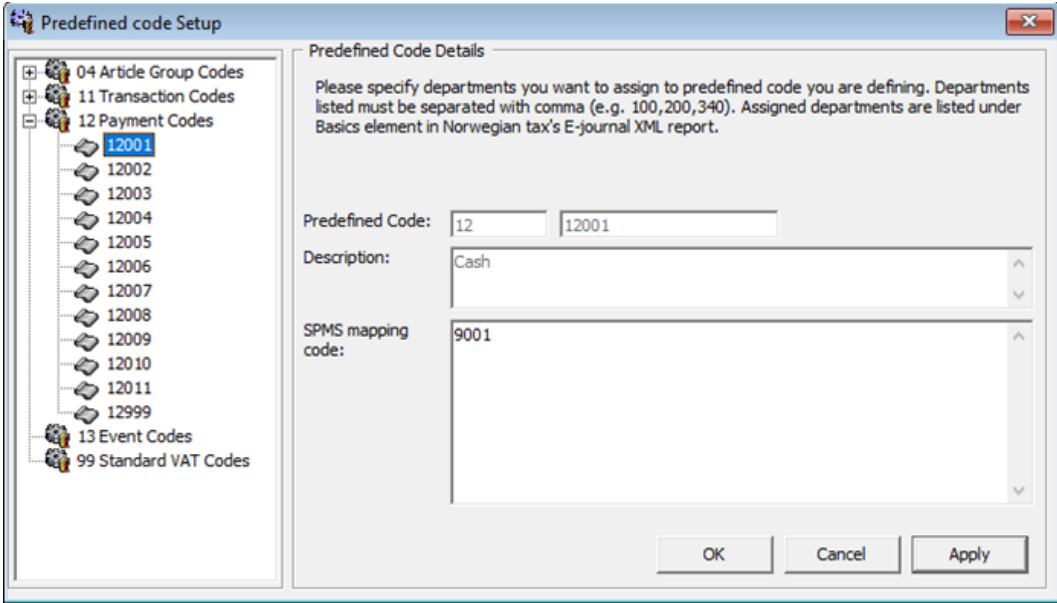 Predefined code Setup
04 Article Group Codes
11 Transaction Codes
12 Payment Codes
12001
12002
12003
12004
12005
12006
12007
12008
12009
12010
12011
12999
13 Event Codes
99 Standard VAT Codes
Predefined Code Details
Please specify departments you want to assign to predefined code you are defining. Departments
listed must be separated with comma (e.g. 100,200,340). Assigned departments are listed under
Basics element in Norwegian tax's E-journal XML report.
Predefined Code: 12 12001
Description: Cash
SPMS mapping 9001
code:
OK Cancel Apply